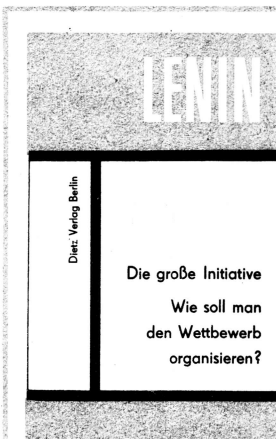 LENIN
Dietz Verlag Berlin
Die große Initiative
Wie soll man
den Wettbewerb
organisieren?